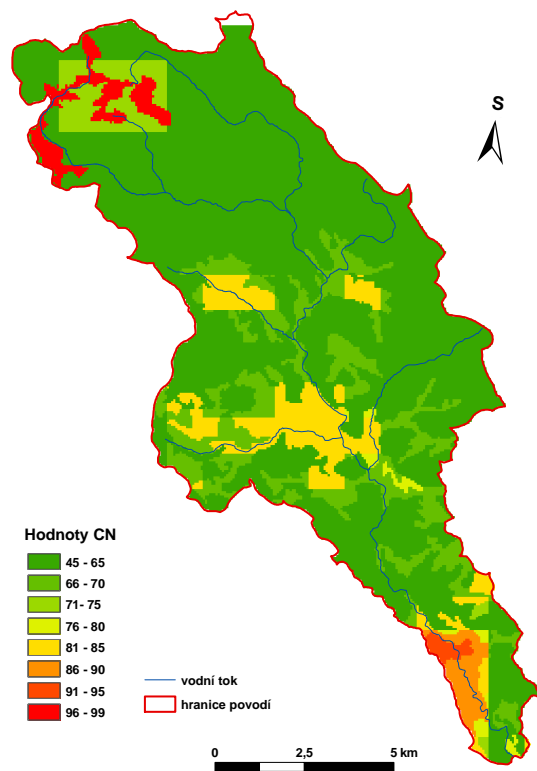 S
Hodnoty CN
45 - 65
66 - 70
71- 75
76 - 80
81 - 85
86 - 90
91 - 95
96 - 99
vodní tok
hranice povodí
0 2,5 5 km